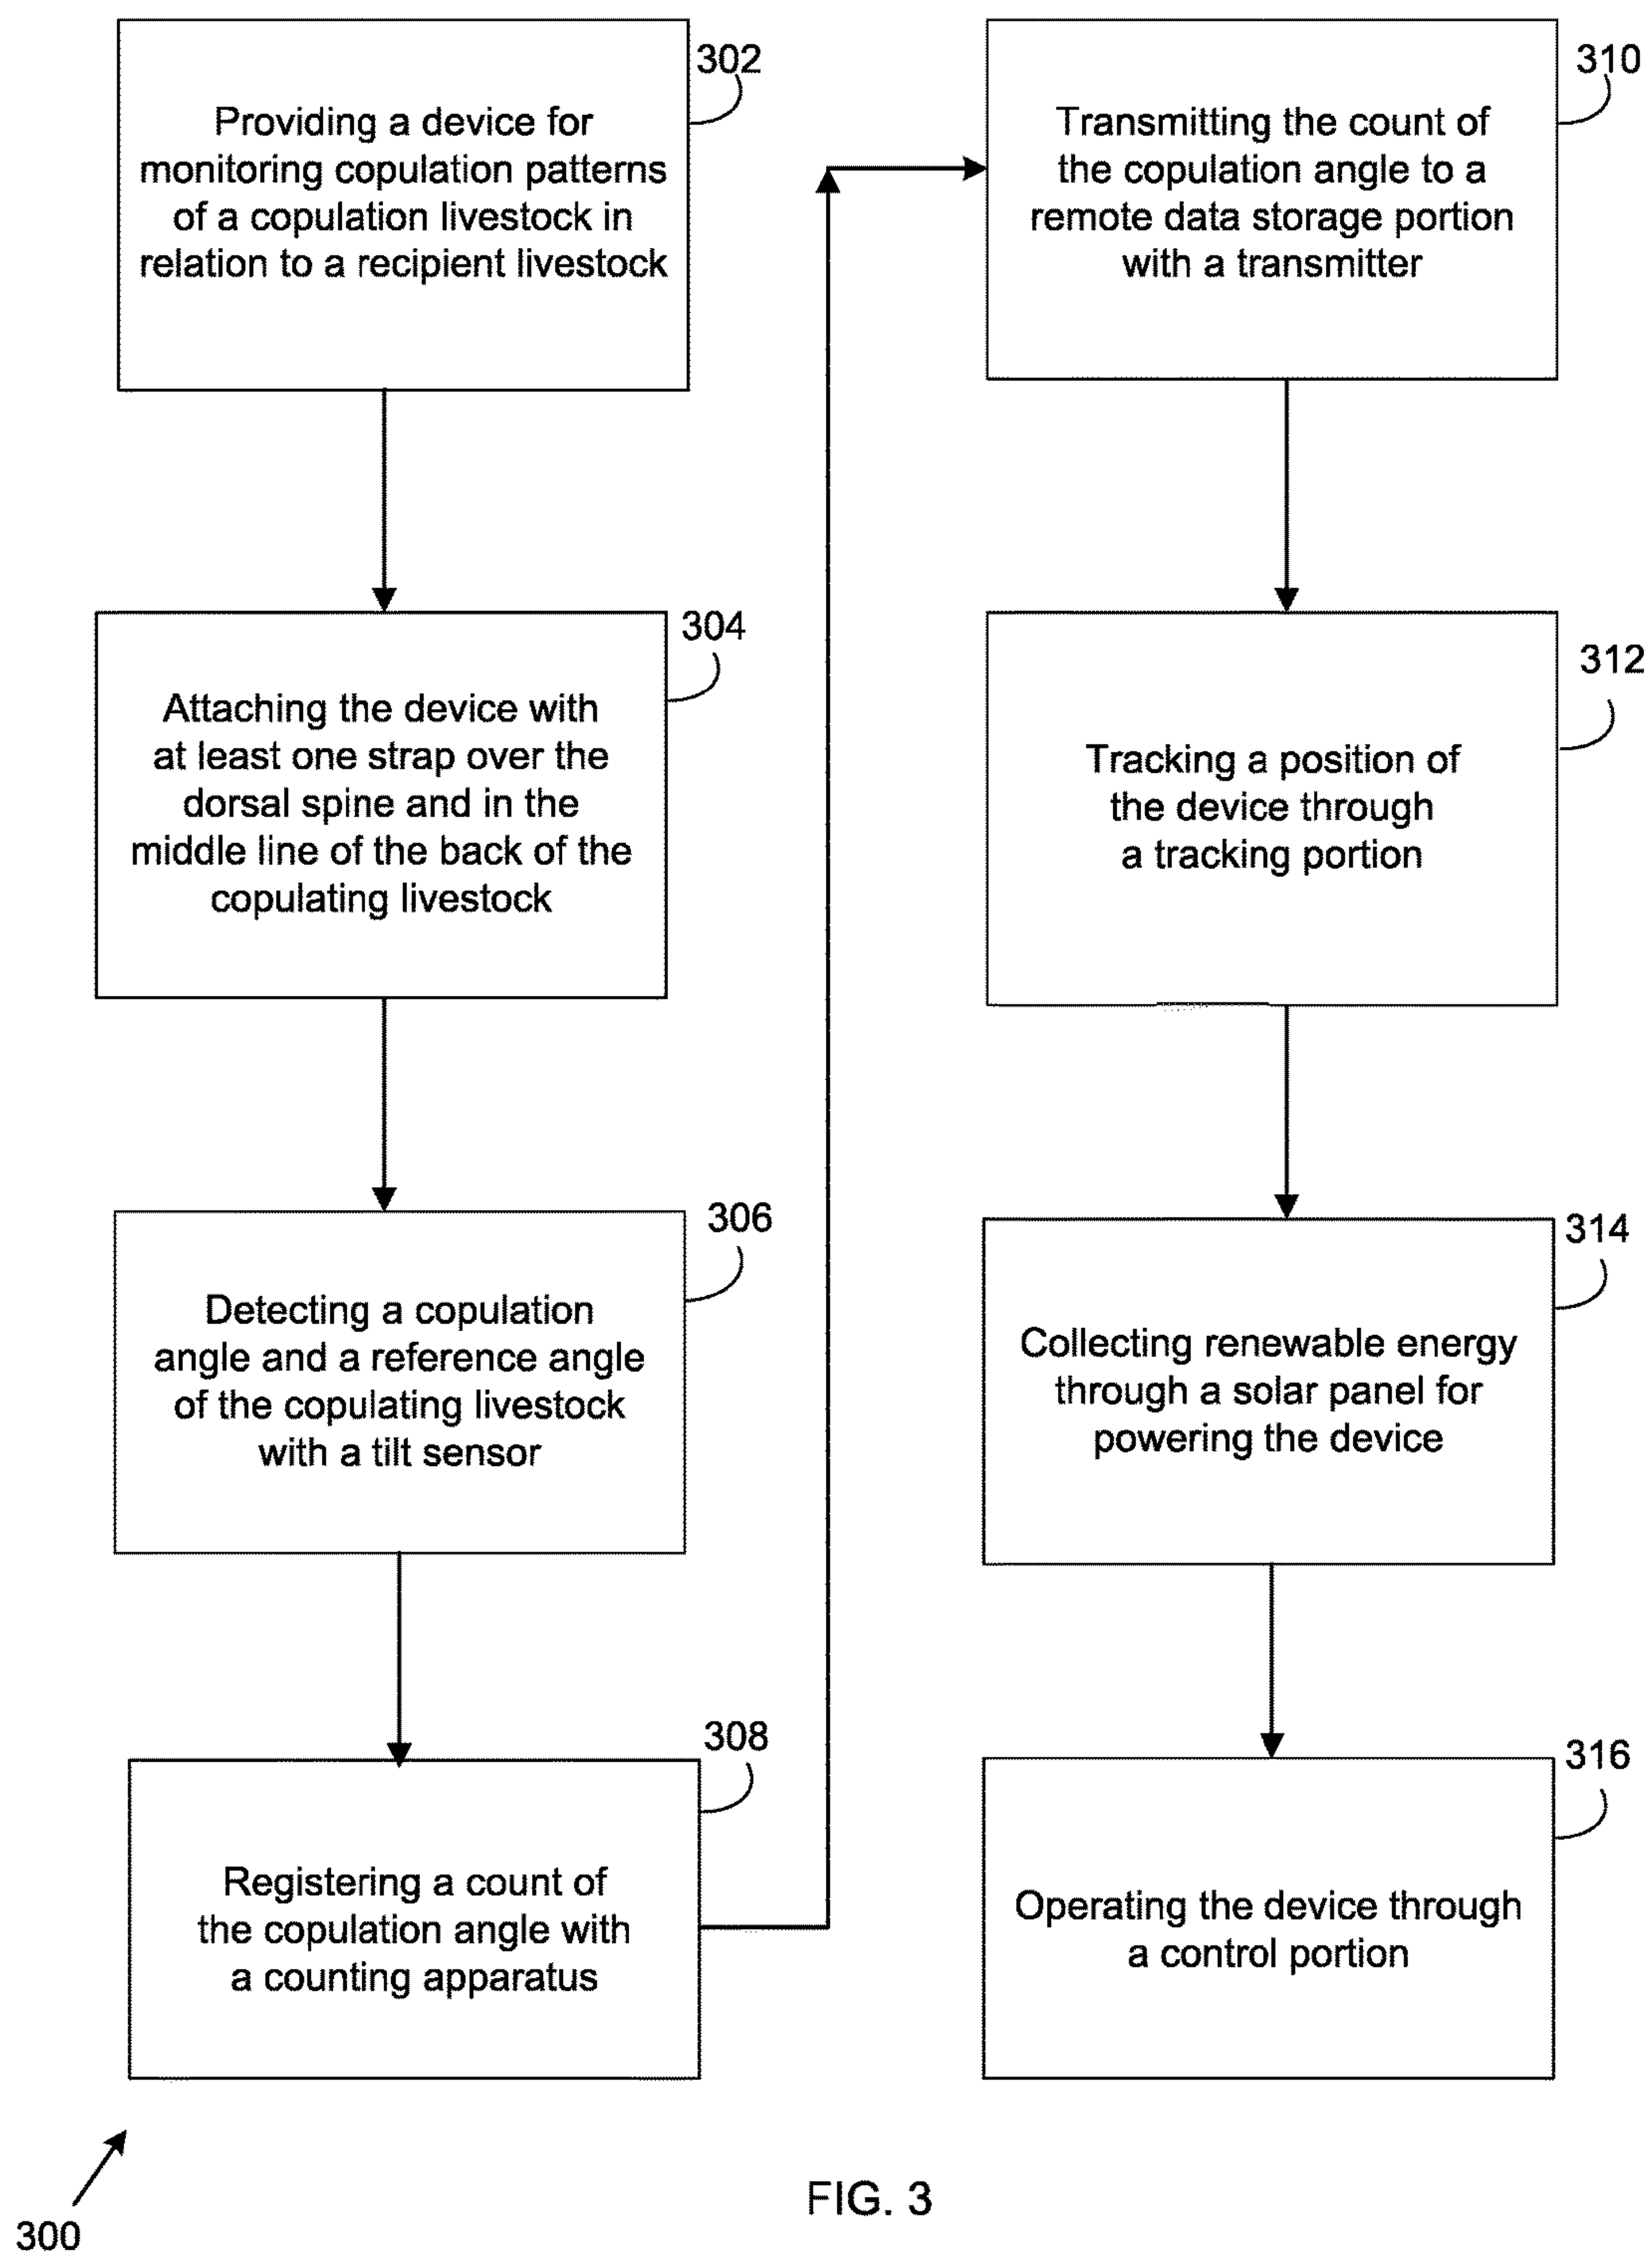 302
Providing a device for
monitoring copulation patterns
of a copulation livestock in
relation to a recipient livestock
304
Attaching the device with
at least one strap over the
dorsal spine and in the
middle line of the back of the
copulating livestock
306
Detecting a copulation
angle and a reference angle
of the copulating livestock
with a tilt sensor
308
Registering a count of
the copulation angle with
a counting apparatus
310
Transmitting the count of
the copulation angle to a
remote data storage portion
with a transmitter
312
Tracking a position of
the device through
a tracking portion
314
Collecting renewable energy
through a solar panel for
powering the device
316
Operating the device through
a control portion
300
FIG. 3